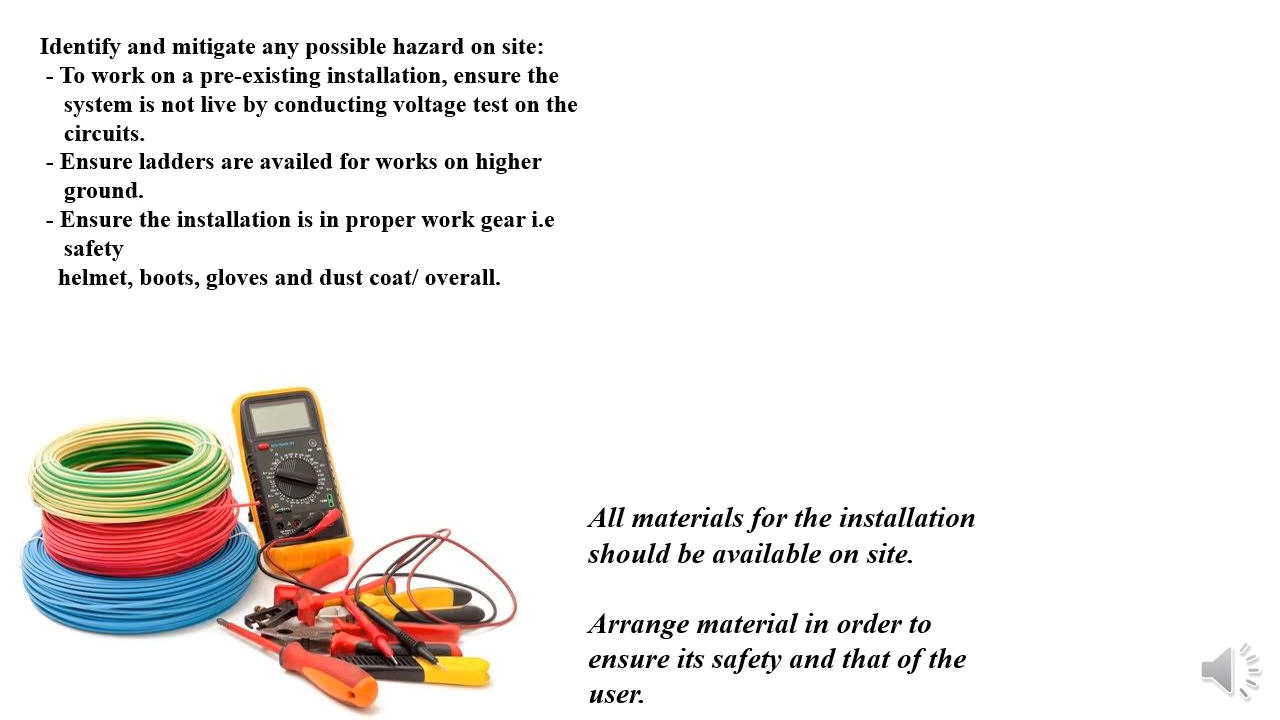 Identify and mitigate any possible hazard on site:
- To work on a pre-existing installation, ensure the
system is not live by conducting voltage test on the
circuits.
- Ensure ladders are availed for works on higher
ground.
- Ensure the installation is in proper work gear i.e
safety
helmet, boots, gloves and dust coat/ overall.
All materials for the installation
should be available on site.
Arrange material in order to
ensure its safety and that of the
user.